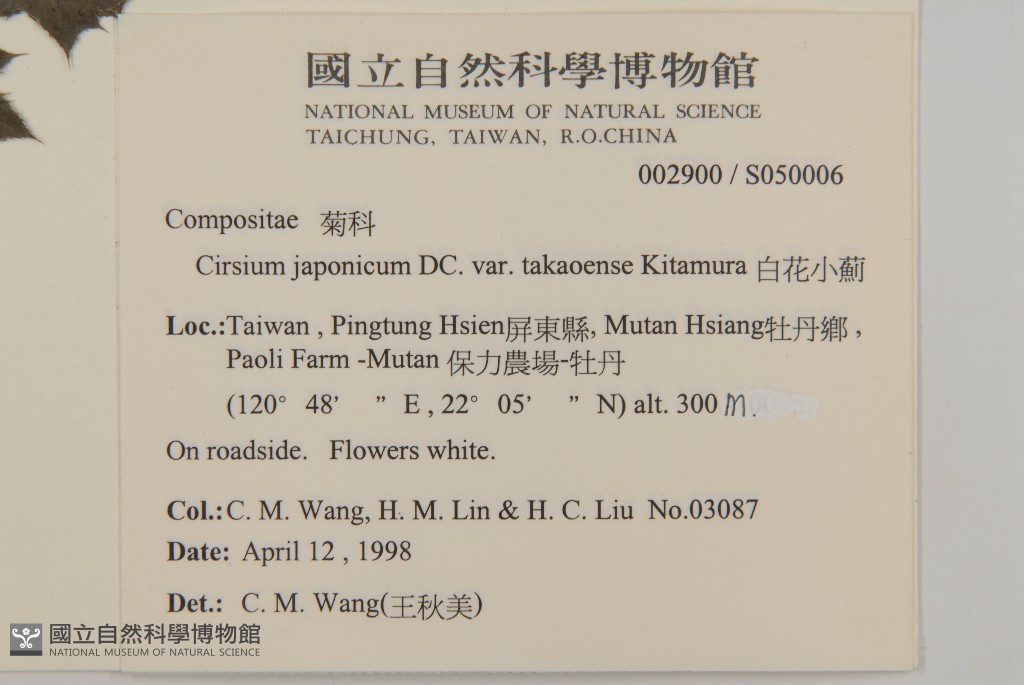 國立自然科學博物館
NATIONAL MUSEUM OF NATURAL SCIENCE
TAICHUNG, TAIWAN, R.O.CHINA
002900 / S050006
Compositae 菊科
Cirsium japonicum DC. var. takaoense Kitamura 白花小薊
Loc.:Taiwan , Pingtung Hsien屏東縣, Mutan Hsiang牡丹鄉 ,
Paoli Farm -Mutan 保力農場-牡丹
(120° 48’ ” E , 22° 05’ ” N) alt. 300 m.
On roadside. Flowers white.
Col.:C. M. Wang, H. M. Lin & H. C. Liu No.03087
Date: April 12 , 1998
Det.: C. M. Wang(王秋美)
國立自然科學博物館
NATIONAL MUSEUM OF NATURAL SCIENCE